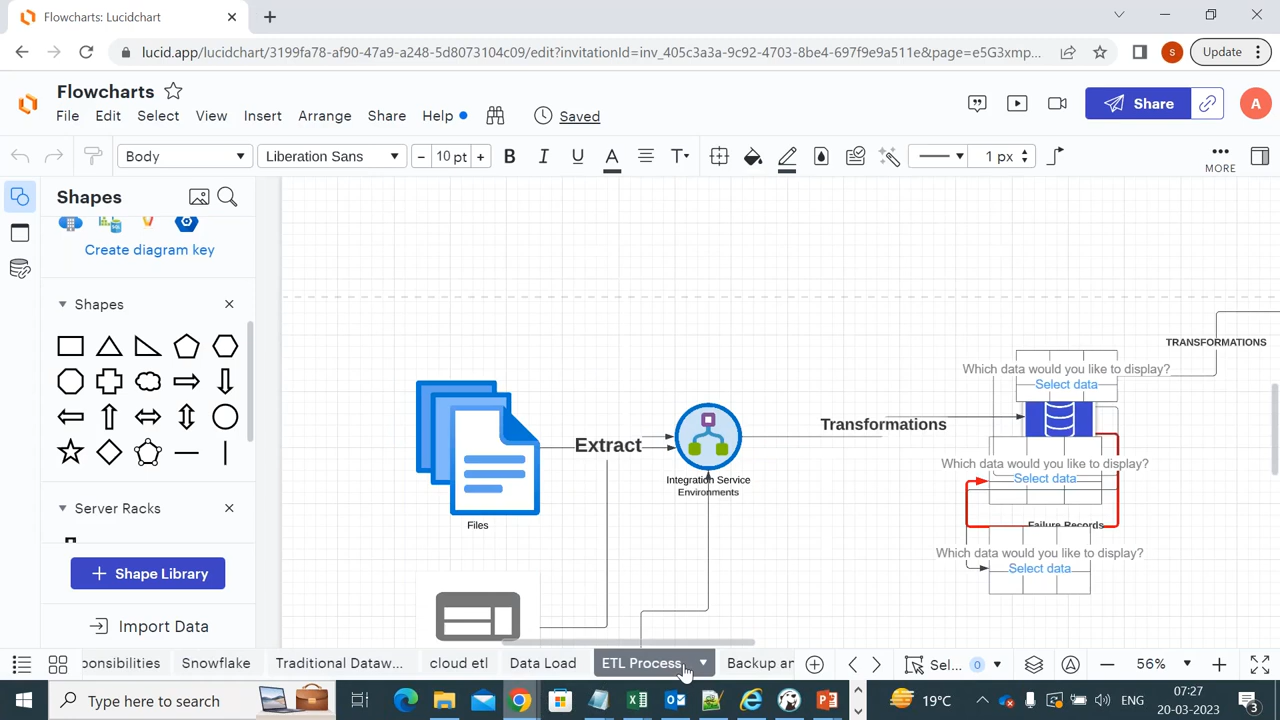 Flowcharts: Lucidchart
lucid.app/lucidchart/3199fa78-af90-47a9-a248-5d8073104c09/edit?invitationId=inv_405c3a3a-9c92-4703-8be4-697f9e9a511e&page=e5G3xmp...
S
Update
Flowcharts
File Edit Select View Insert Arrange Share Help Saved
Share
A
Body
Liberation Sans
- 10 pt +
B I U A T
1 px
MORE
Shapes
Create diagram key
Shapes
Server Racks
+ Shape Library
Import Data
TRANSFORMATIONS
Which data would you like to display?
Select data
Transformations
Extract
Integration Service
Environments
Files
Which data would you like to display?
Select data
Failure Records
Which data would you like to display?
Select data
ponsibilities
Snowflake
Traditional Dataw...
cloud etl
Data Load
ETL Process
Backup an
Sel...
0
56%
Type here to search
19°C
ENG
07:27
20-03-2023
3